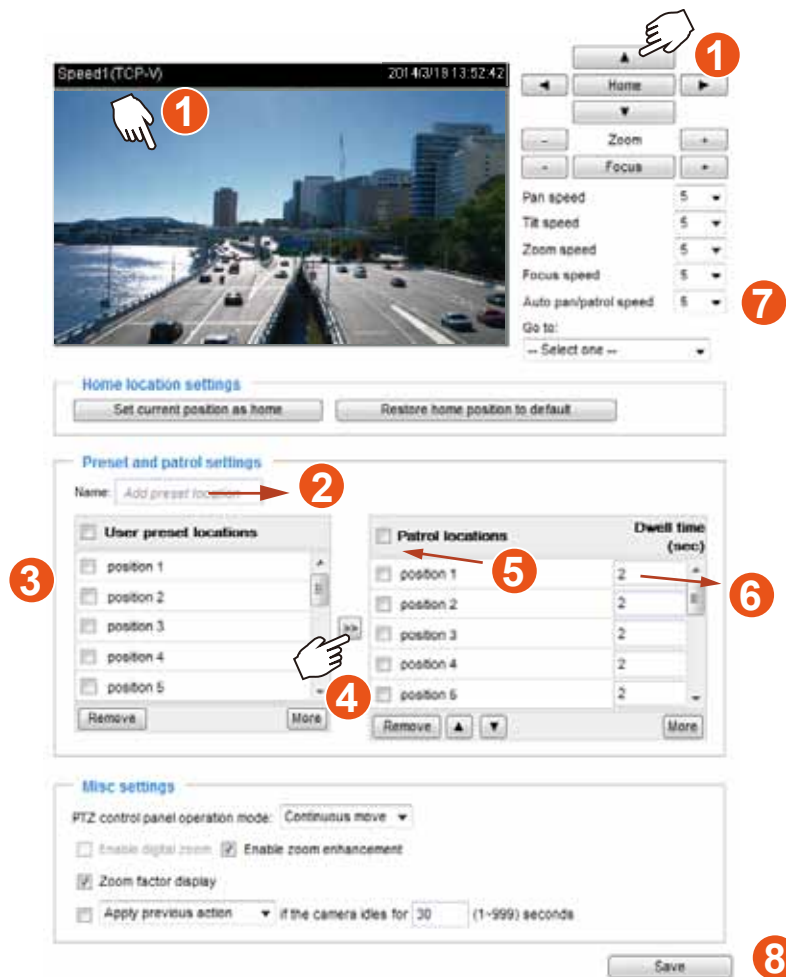 1
▲
Speed1(TCP-V) 2014/3/18 13:52:42
1
◄ Home ►
▼
- Zoom +
- Focus +
Pan speed 5
Tilt speed 5
Zoom speed 5
Focus speed 5
Auto pan/patrol speed 5
7
Go to:
-- Select one --
Home location settings
Set current position as home
Restore home position to default
Preset and patrol settings
Name: Add preset location
2
User preset locations
position 1
position 2
position 3
position 4
position 5
Remove
More
3
>>
4
Patrol locations
Dwell time
(sec)
5
position 1 2
6
position 2 2
position 3 2
position 4 2
position 5 2
Remove ▲ ▼
More
Misc settings
PTZ control panel operation mode: Continuous move
Enable digital zoom Enable zoom enhancement
Zoom factor display
Apply previous action if the camera idles for 30 (1~999) seconds
Save
8